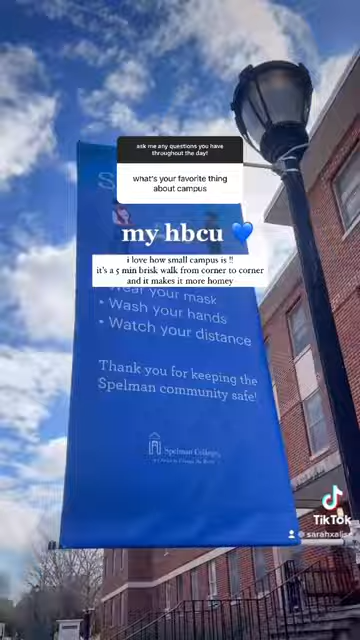 ask me any questions you have
throughout the day!
what's your favorite thing
about campus
my hbcu 💙
i love how small campus is !!
it's a 5 min brisk walk from corner to corner
and it makes it more homey
your mask
• Wash your hands
• Watch your distance
Thank you for keeping the
Spelman community safe!
Spelman College
TikTok